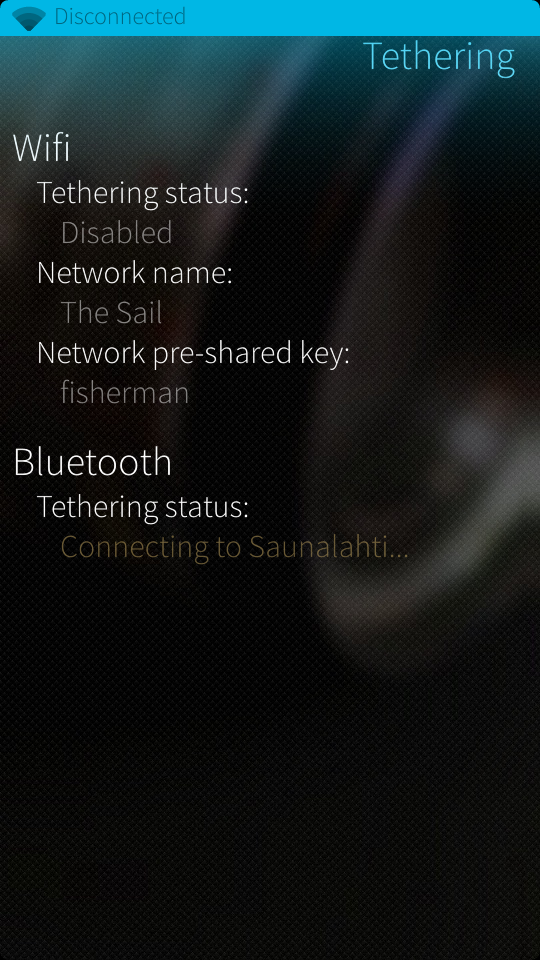 Disconnected
Tethering
Wifi
Tethering status:
Disabled
Network name:
The Sail
Network pre-shared key:
fisherman
Bluetooth
Tethering status:
Connecting to Saunalahti...